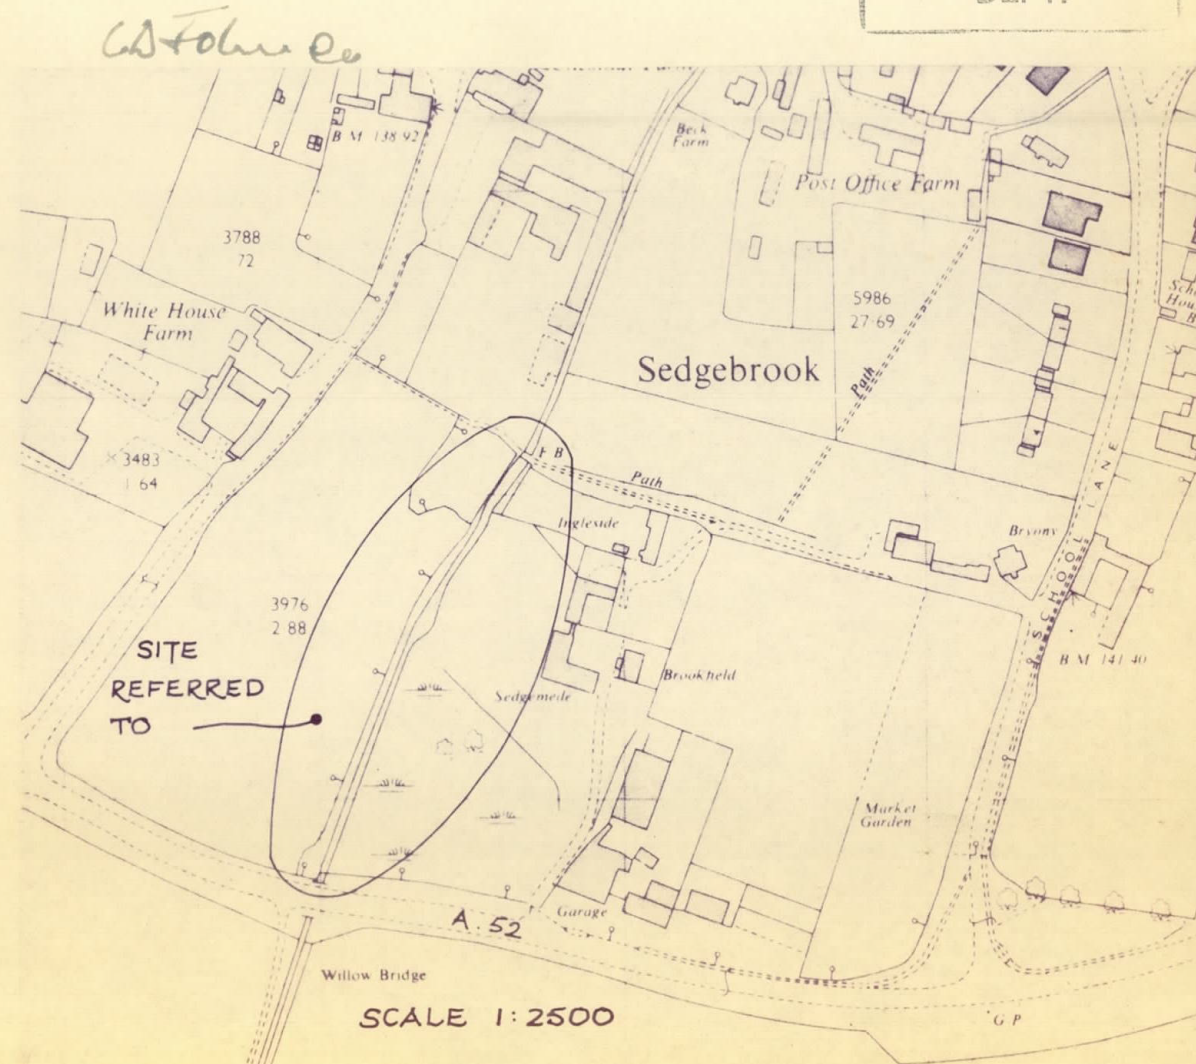 B M 138·92
Beck
Farm
Post Office Farm
3788
·72
White House
Farm
5986
27·69
Sedgebrook
Path
3483
1·64
F B
Path
Ingleside
Bryony
SCHOOL LANE
3976
2·88
SITE
REFERRED
TO
B M 141·40
Brookfield
Sedgemede
Market
Garden
Garage
A.52
Willow Bridge
SCALE 1:2500
G P